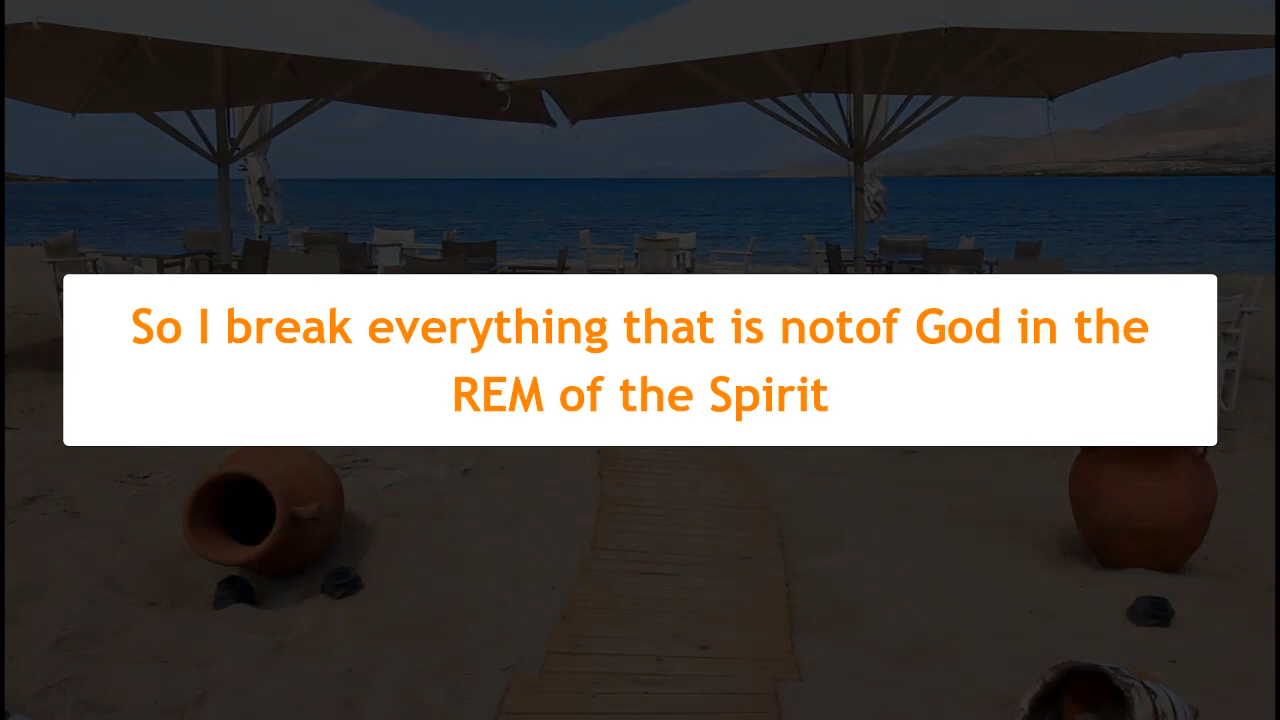 So I break everything that is notof God in the
REM of the Spirit